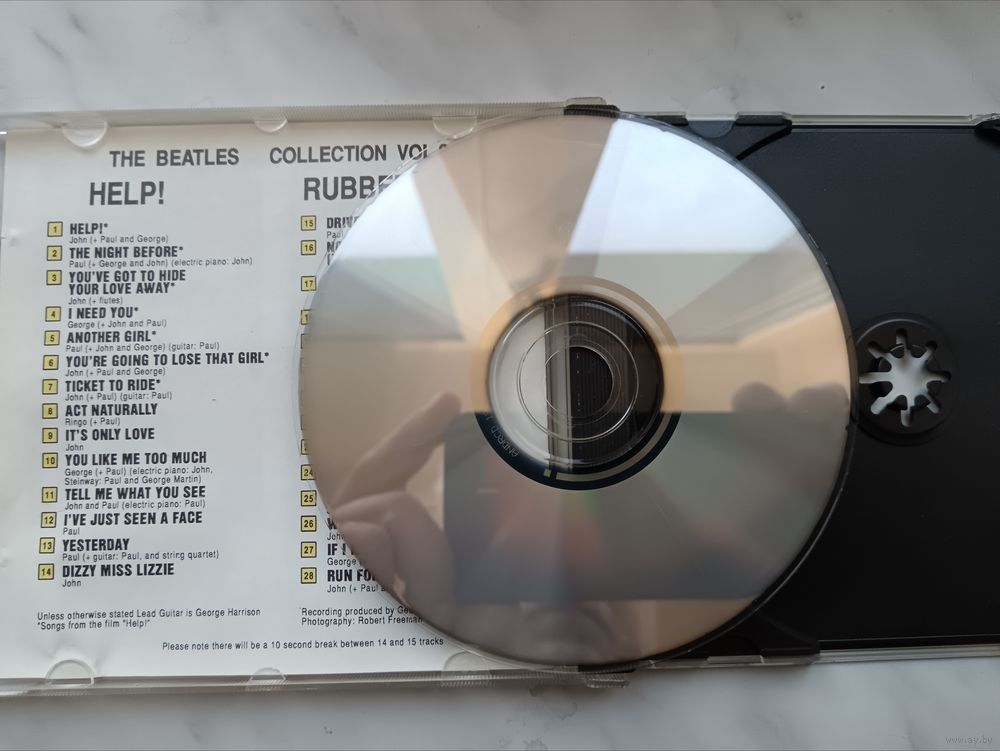 THE BEATLES COLLECTION
HELP!
1 HELP!*
John (+ Paul and George)
2 THE NIGHT BEFORE*
Paul (+ George and John) (electric piano: John)
3 YOU'VE GOT TO HIDE
YOUR LOVE AWAY*
John (+ flutes)
4 I NEED YOU*
George (+ John and Paul)
5 ANOTHER GIRL*
Paul (+ John and George) (guitar: Paul)
6 YOU'RE GOING TO LOSE THAT GIRL*
John (+ Paul and George)
7 TICKET TO RIDE*
John (+ Paul) (guitar: Paul)
8 ACT NATURALLY
Ringo (+ Paul)
9 IT'S ONLY LOVE
John
10 YOU LIKE ME TOO MUCH
George (+ Paul) (electric piano: John,
Steinway: Paul and George Martin)
11 TELL ME WHAT YOU SEE
John and Paul (electric piano: Paul)
12 I'VE JUST SEEN A FACE
Paul
13 YESTERDAY
Paul (+ guitar: Paul, and string quartet)
14 DIZZY MISS LIZZIE
John
Unless otherwise stated Lead Guitar is George Harrison
*Songs from the film "Help!"
15
16
17
24
25
26
27 IF I
George
28 RUN
John (+ Paul
Recording produced by
Photography: Robert Freeman
Please note there will be a 10 second break between 14 and 15 tracks
www.ay.by